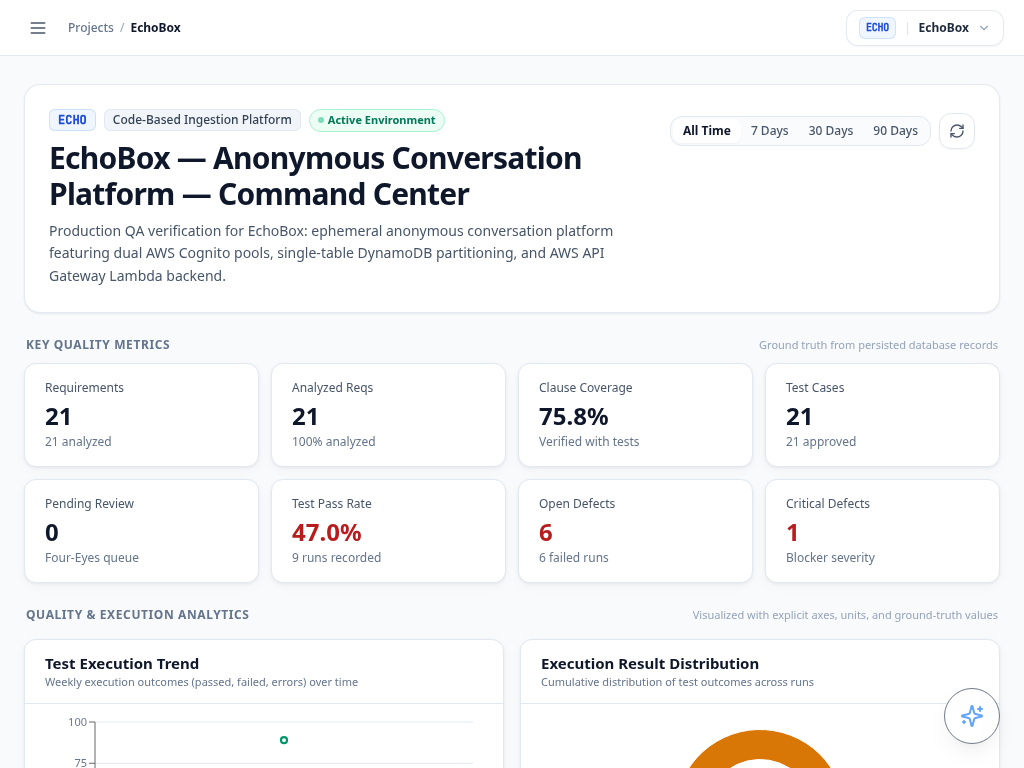 Projects / EchoBox
ECHO EchoBox
ECHO Code-Based Ingestion Platform Active Environment
All Time 7 Days 30 Days 90 Days
EchoBox — Anonymous Conversation
Platform — Command Center
Production QA verification for EchoBox: ephemeral anonymous conversation platform
featuring dual AWS Cognito pools, single-table DynamoDB partitioning, and AWS API
Gateway Lambda backend.
KEY QUALITY METRICS
Ground truth from persisted database records
Requirements
21
21 analyzed
Analyzed Reqs
21
100% analyzed
Clause Coverage
75.8%
Verified with tests
Test Cases
21
21 approved
Pending Review
0
Four-Eyes queue
Test Pass Rate
47.0%
9 runs recorded
Open Defects
6
6 failed runs
Critical Defects
1
Blocker severity
QUALITY & EXECUTION ANALYTICS
Visualized with explicit axes, units, and ground-truth values
Test Execution Trend
Weekly execution outcomes (passed, failed, errors) over time
100
75
Execution Result Distribution
Cumulative distribution of test outcomes across runs